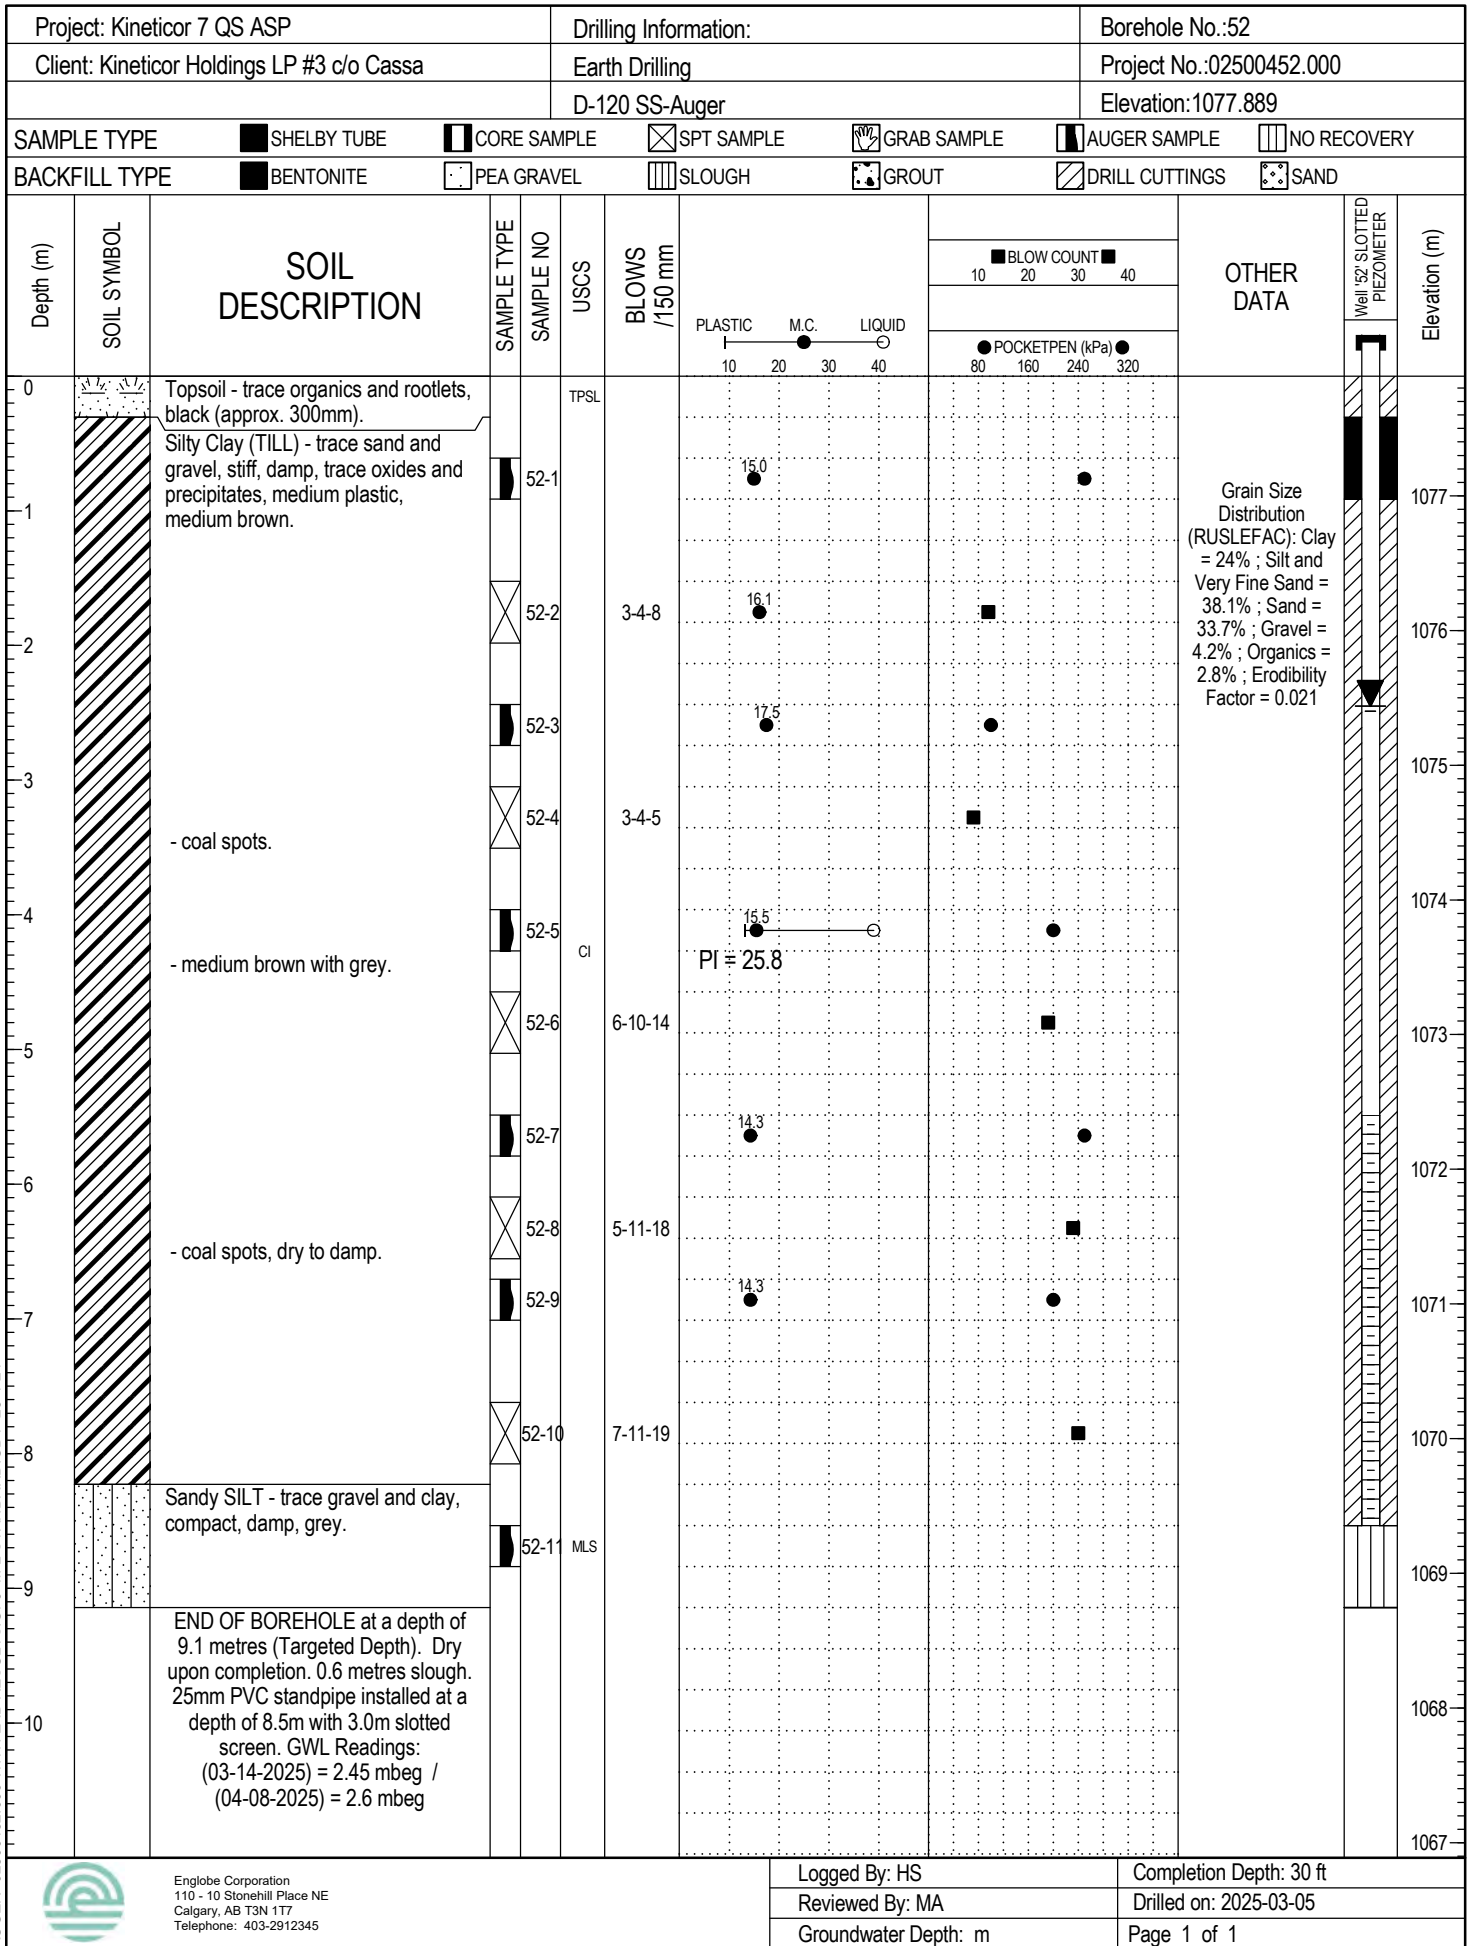 Project: Kineticor 7 QS ASP
Drilling Information:
Borehole No.:52
Client: Kineticor Holdings LP #3 c/o Cassa
Earth Drilling
Project No.:02500452.000
D-120 SS-Auger
Elevation:1077.889
SAMPLE TYPE
SHELBY TUBE
CORE SAMPLE
SPT SAMPLE
GRAB SAMPLE
AUGER SAMPLE
NO RECOVERY
BACKFILL TYPE
BENTONITE
PEA GRAVEL
SLOUGH
GROUT
DRILL CUTTINGS
SAND
Depth (m)
SOIL SYMBOL
SOIL
DESCRIPTION
SAMPLE TYPE
SAMPLE NO
USCS
BLOWS
/150 mm
PLASTIC M.C. LIQUID
10 20 30 40
BLOW COUNT
10 20 30 40
POCKETPEN (kPa)
80 160 240 320
OTHER
DATA
Well '52' SLOTTED
PIEZOMETER
Elevation (m)
0
1
2
3
4
5
6
7
8
9
10
Topsoil - trace organics and rootlets,
black (approx. 300mm).
Silty Clay (TILL) - trace sand and
gravel, stiff, damp, trace oxides and
precipitates, medium plastic,
medium brown.
- coal spots.
- medium brown with grey.
- coal spots, dry to damp.
Sandy SILT - trace gravel and clay,
compact, damp, grey.
END OF BOREHOLE at a depth of
9.1 metres (Targeted Depth). Dry
upon completion. 0.6 metres slough.
25mm PVC standpipe installed at a
depth of 8.5m with 3.0m slotted
screen. GWL Readings:
(03-14-2025) = 2.45 mbeg /
(04-08-2025) = 2.6 mbeg
52-1
52-2
52-3
52-4
52-5
52-6
52-7
52-8
52-9
52-10
52-11
TPSL
CI
MLS
3-4-8
3-4-5
6-10-14
5-11-18
7-11-19
15.0
16.1
17.5
15.5
PI = 25.8
14.3
14.3
Grain Size
Distribution
(RUSLEFAC): Clay
= 24% ; Silt and
Very Fine Sand =
38.1% ; Sand =
33.7% ; Gravel =
4.2% ; Organics =
2.8% ; Erodibility
Factor = 0.021
1077
1076
1075
1074
1073
1072
1071
1070
1069
1068
1067
Englobe Corporation
110 - 10 Stonehill Place NE
Calgary, AB T3N 1T7
Telephone: 403-2912345
Logged By: HS
Completion Depth: 30 ft
Reviewed By: MA
Drilled on: 2025-03-05
Groundwater Depth: m
Page 1 of 1